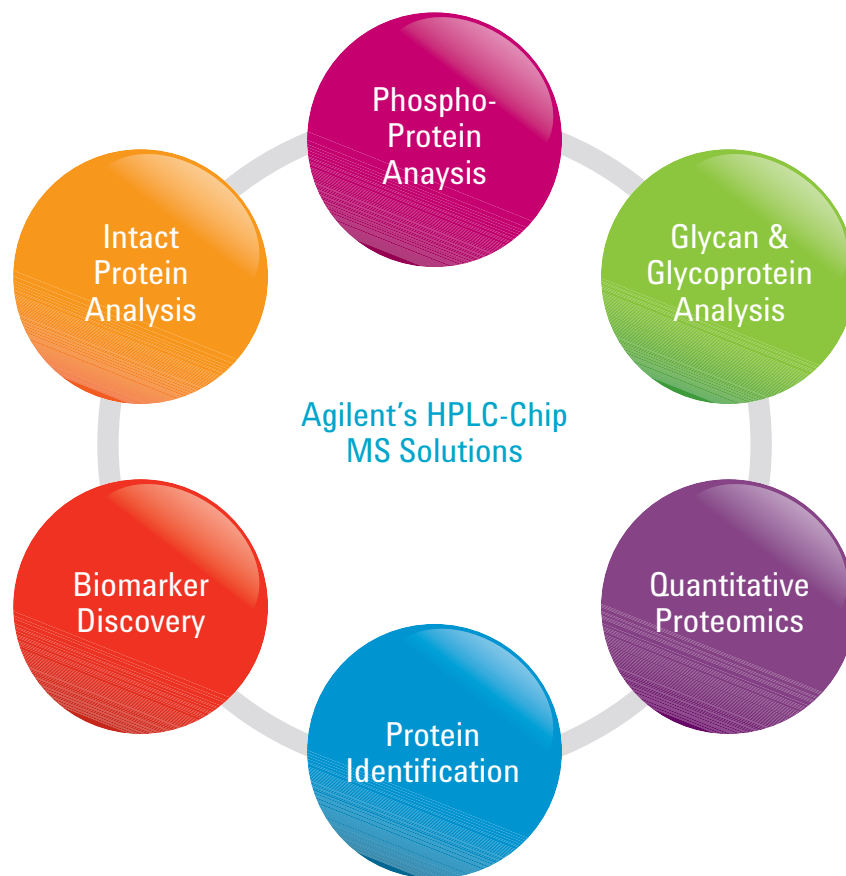 Phospho-
Protein
Anaysis
Glycan &
Glycoprotein
Analysis
Quantitative
Proteomics
Protein
Identification
Biomarker
Discovery
Intact
Protein
Analysis
Agilent's HPLC-Chip
MS Solutions